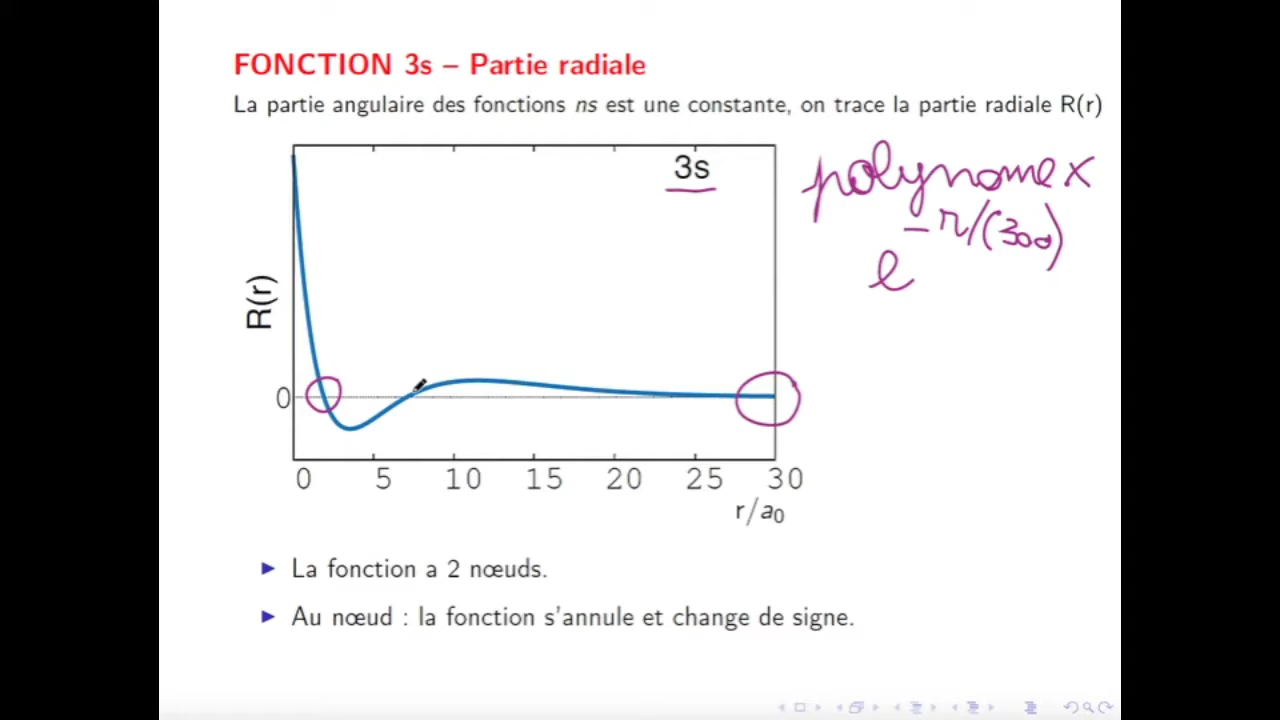 FONCTION 3s – Partie radiale
La partie angulaire des fonctions ns est une constante, on trace la partie radiale R(r)
3s
polynome x
e^-r/(3a0)
R(r)
0
0 5 10 15 20 25 30
r/a0
► La fonction a 2 nœuds.
► Au nœud : la fonction s'annule et change de signe.